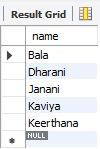 Result Grid
name
Bala
Dharani
Janani
Kaviya
Keerthana
NULL